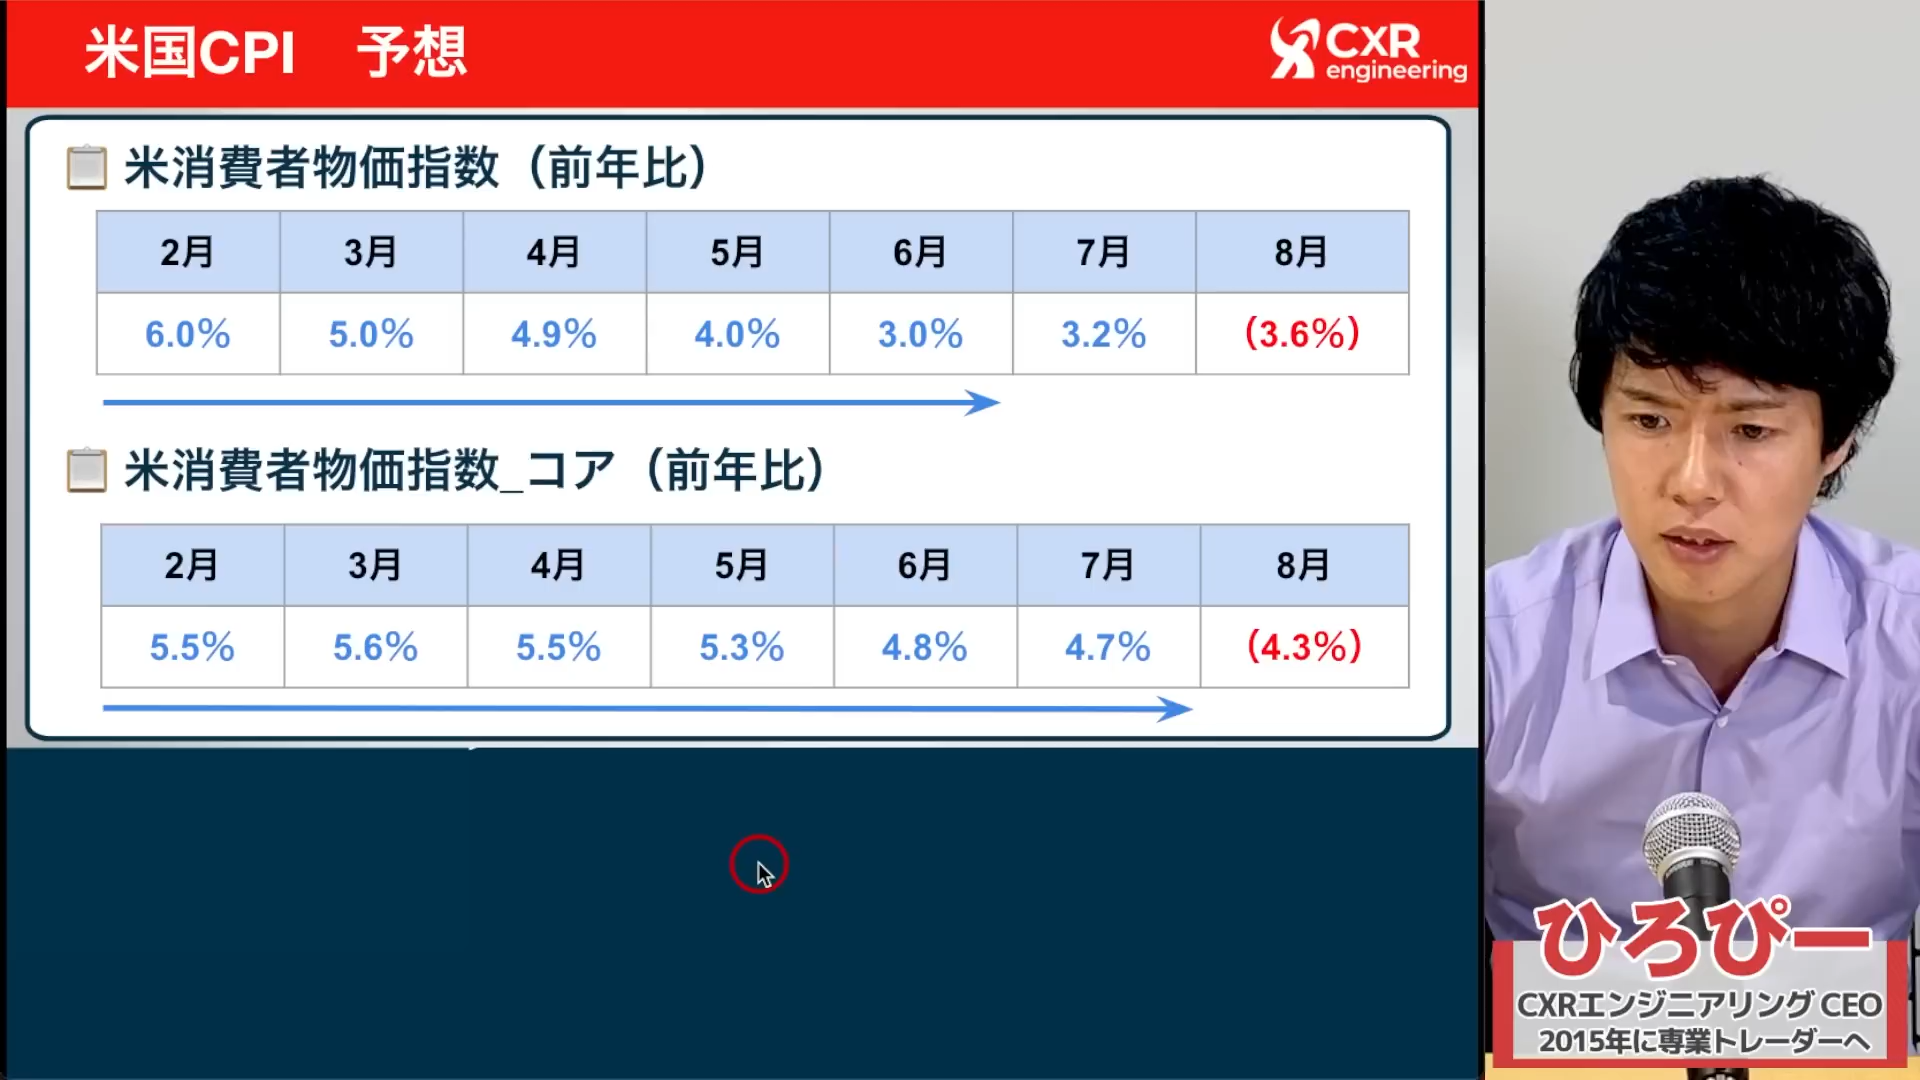 米国CPI　予想
CXR
engineering
米消費者物価指数（前年比）
2月 3月 4月 5月 6月 7月 8月
6.0% 5.0% 4.9% 4.0% 3.0% 3.2% (3.6%)
米消費者物価指数_コア（前年比）
2月 3月 4月 5月 6月 7月 8月
5.5% 5.6% 5.5% 5.3% 4.8% 4.7% (4.3%)
ひろぴー
CXRエンジニアリング CEO
2015年に専業トレーダーへ